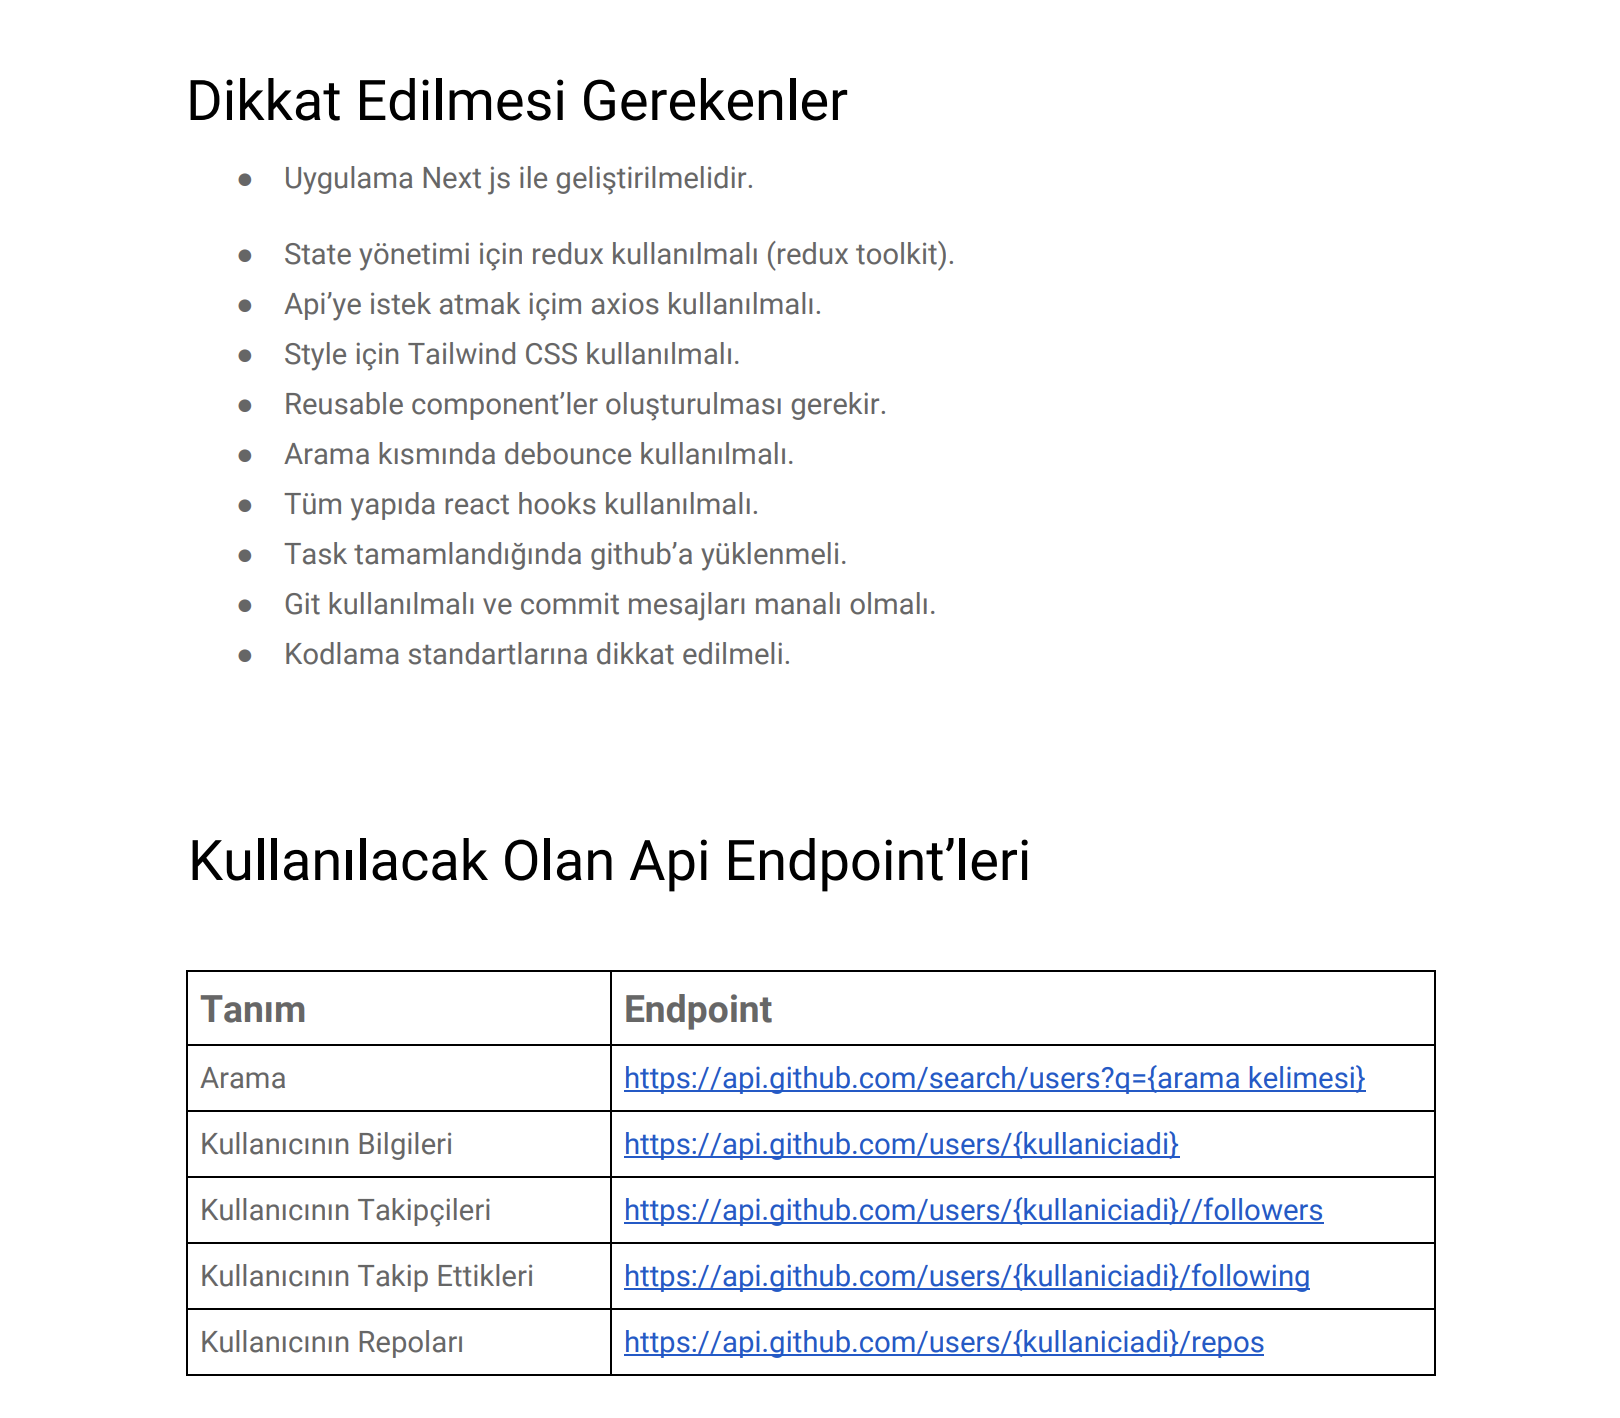 Dikkat Edilmesi Gerekenler
● Uygulama Next js ile geliştirilmelidir.
● State yönetimi için redux kullanılmalı (redux toolkit).
● Api’ye istek atmak içim axios kullanılmalı.
● Style için Tailwind CSS kullanılmalı.
● Reusable component’ler oluşturulması gerekir.
● Arama kısmında debounce kullanılmalı.
● Tüm yapıda react hooks kullanılmalı.
● Task tamamlandığında github’a yüklenmeli.
● Git kullanılmalı ve commit mesajları manalı olmalı.
● Kodlama standartlarına dikkat edilmeli.
Kullanılacak Olan Api Endpoint’leri
Tanım Endpoint
Arama https://api.github.com/search/users?q={arama kelimesi}
Kullanıcının Bilgileri https://api.github.com/users/{kullaniciadi}
Kullanıcının Takipçileri https://api.github.com/users/{kullaniciadi}//followers
Kullanıcının Takip Ettikleri https://api.github.com/users/{kullaniciadi}/following
Kullanıcının Repoları https://api.github.com/users/{kullaniciadi}/repos